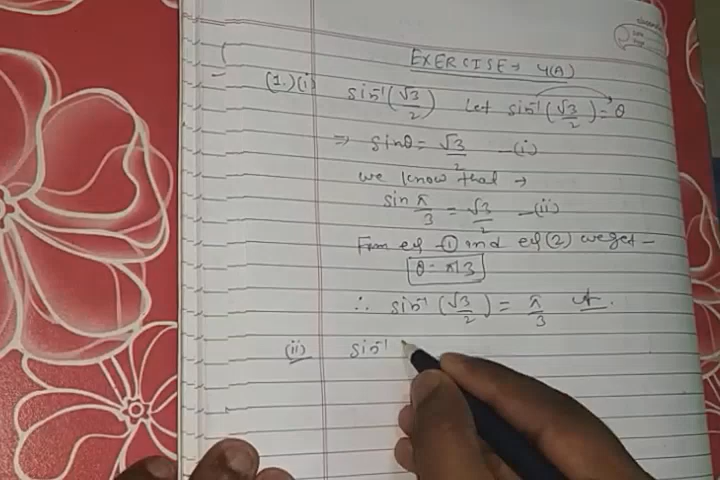 EXERCISE → 4(A)
(1.)(i) sin⁻¹(√3/2) Let sin⁻¹(√3/2) = θ
⇒ sinθ = √3/2 —(i)
we know that →
sin π/3 = √3/2 —(ii)
From eq ① and eq (2) we get –
θ = π/3
∴ sin⁻¹(√3/2) = π/3
(ii) sin⁻¹